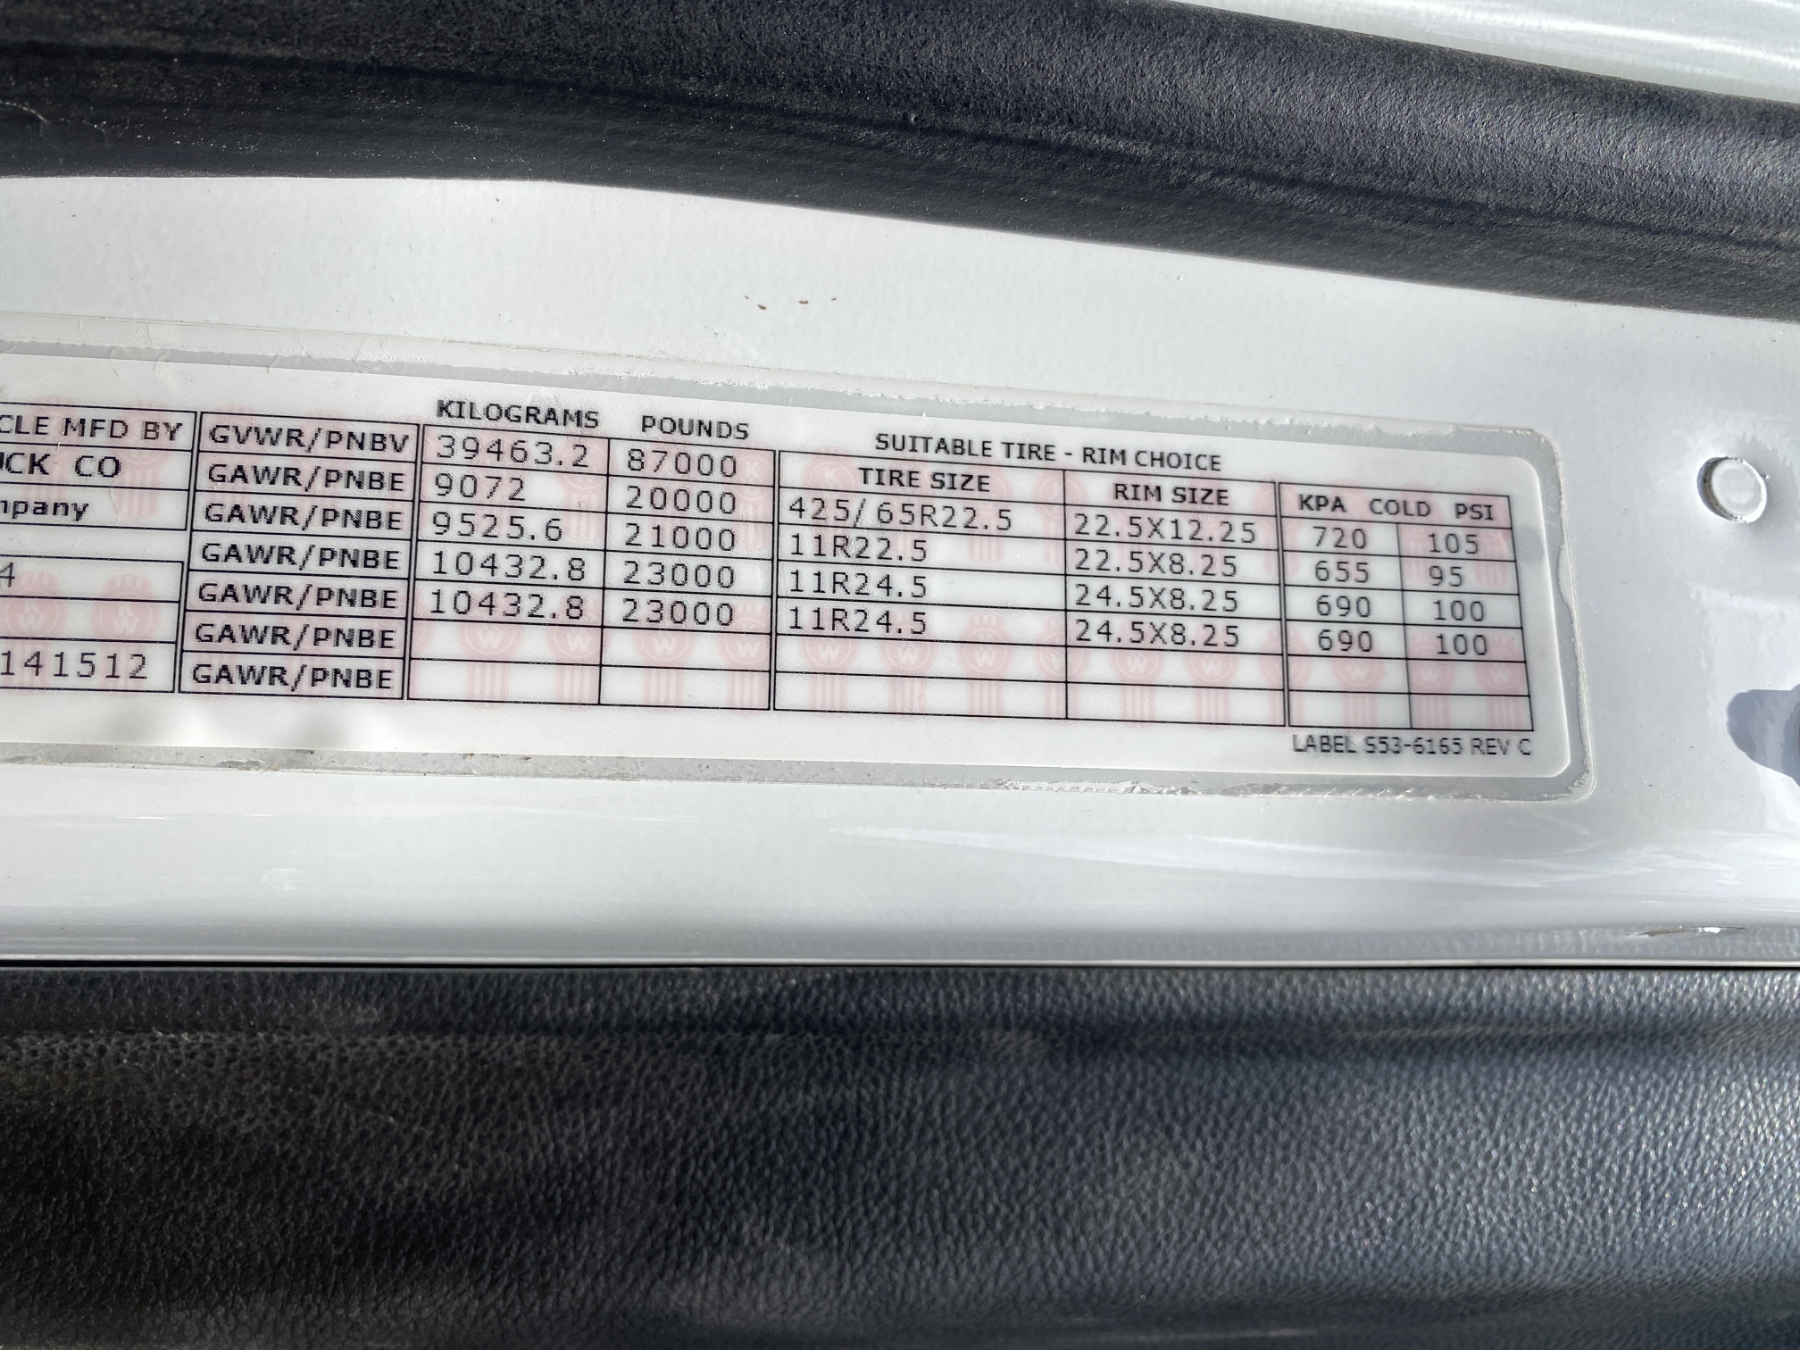 KILOGRAMS POUNDS
SUITABLE TIRE - RIM CHOICE
CLE MFD BY GVWR/PNBV 39463.2 87000 TIRE SIZE RIM SIZE KPA COLD PSI
UCK CO GAWR/PNBE 9072 20000 425/65R22.5 22.5X12.25 720 105
mpany GAWR/PNBE 9525.6 21000 11R22.5 22.5X8.25 655 95
4 GAWR/PNBE 10432.8 23000 11R24.5 24.5X8.25 690 100
GAWR/PNBE 10432.8 23000 11R24.5 24.5X8.25 690 100
GAWR/PNBE
141512 GAWR/PNBE
LABEL S53-6165 REV C